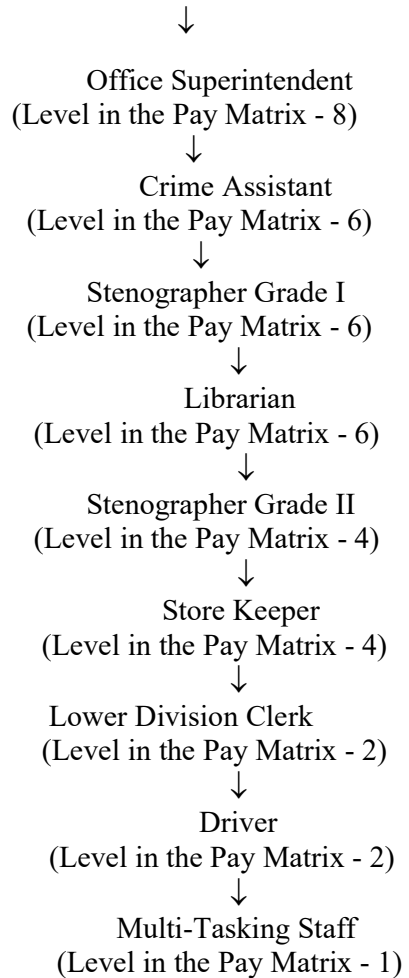 ↓
Office Superintendent
(Level in the Pay Matrix - 8)
↓
Crime Assistant
(Level in the Pay Matrix - 6)
↓
Stenographer Grade I
(Level in the Pay Matrix - 6)
↓
Librarian
(Level in the Pay Matrix - 6)
↓
Stenographer Grade II
(Level in the Pay Matrix - 4)
↓
Store Keeper
(Level in the Pay Matrix - 4)
↓
Lower Division Clerk
(Level in the Pay Matrix - 2)
↓
Driver
(Level in the Pay Matrix - 2)
↓
Multi-Tasking Staff
(Level in the Pay Matrix - 1)